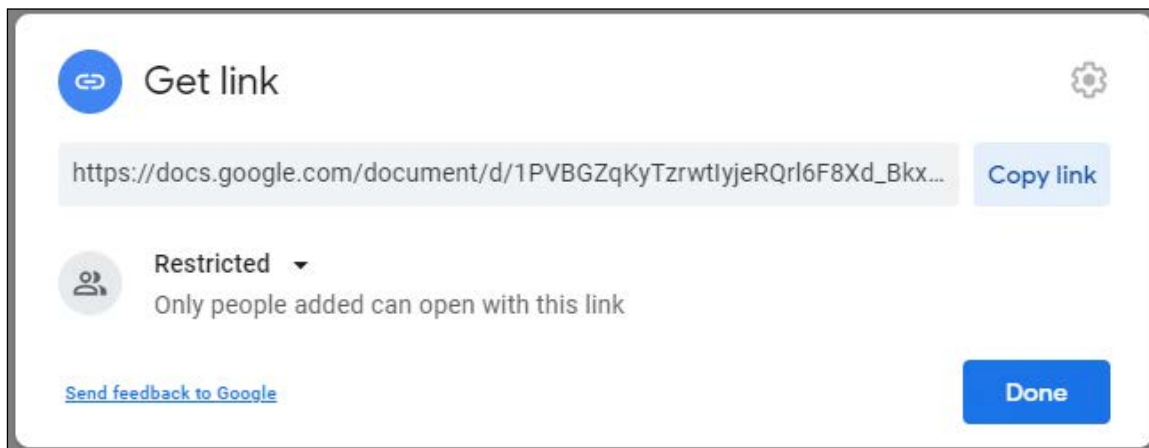 Get link
https://docs.google.com/document/d/1PVBGZqKyTzrwtIyjeRQrl6F8Xd_Bkx...
Copy link
Restricted
Only people added can open with this link
Send feedback to Google
Done